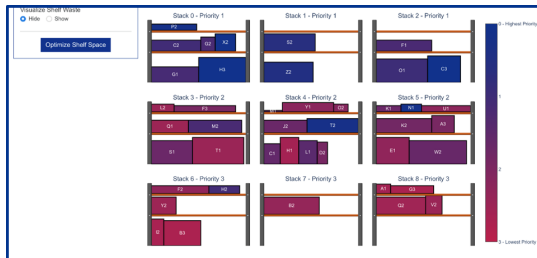 Visualize Shelf Waste
Hide Show
Optimize Shelf Space
Stack 0 - Priority 1
P2
C2 G2 X2
G1 H3
Stack 1 - Priority 1
S2
Z2
Stack 2 - Priority 1
F1
O1 C3
Stack 3 - Priority 2
L2 F3
Q1 M2
S1 T1
Stack 4 - Priority 2
Y1 O2
J2 T2
C1 H1 L1 D2
Stack 5 - Priority 2
K1 N1 U1
K2 A3
E1 W2
Stack 6 - Priority 3
F2 H2
Y2
B3
Stack 7 - Priority 3
B2
Stack 8 - Priority 3
A1 D3
Q2 V2
0 - Highest Priority
1
2
3 - Lowest Priority